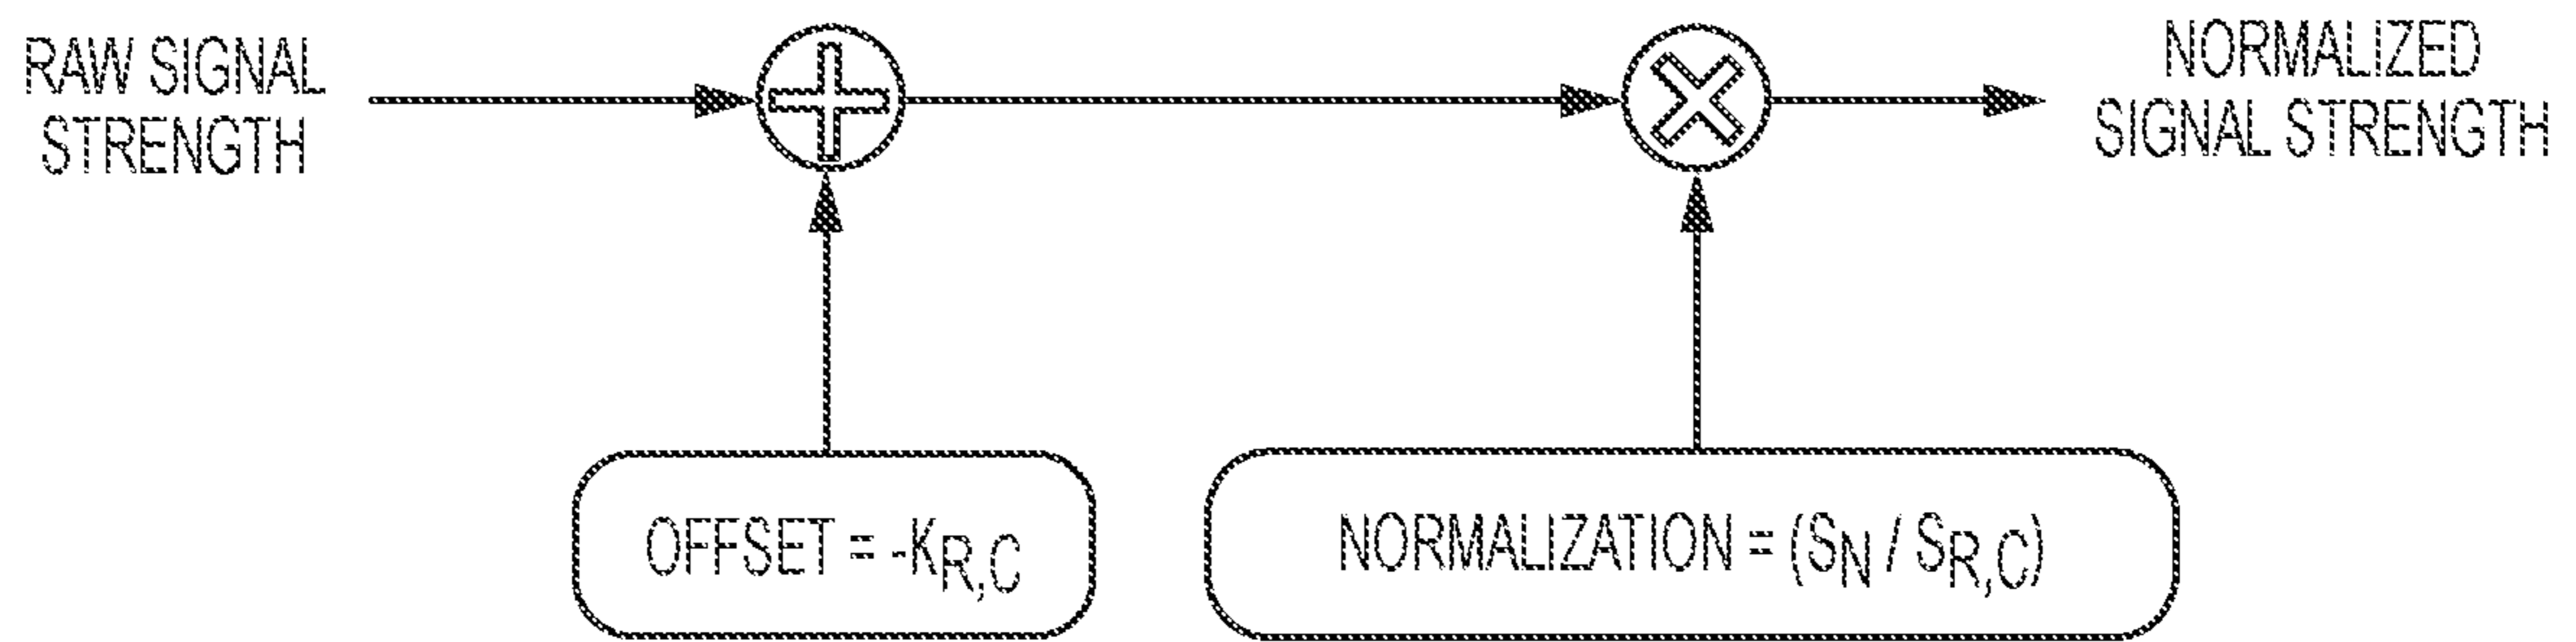 RAW SIGNAL
STRENGTH
NORMALIZED
SIGNAL STRENGTH
OFFSET = -KR,C
NORMALIZATION = (SN / SR,C)